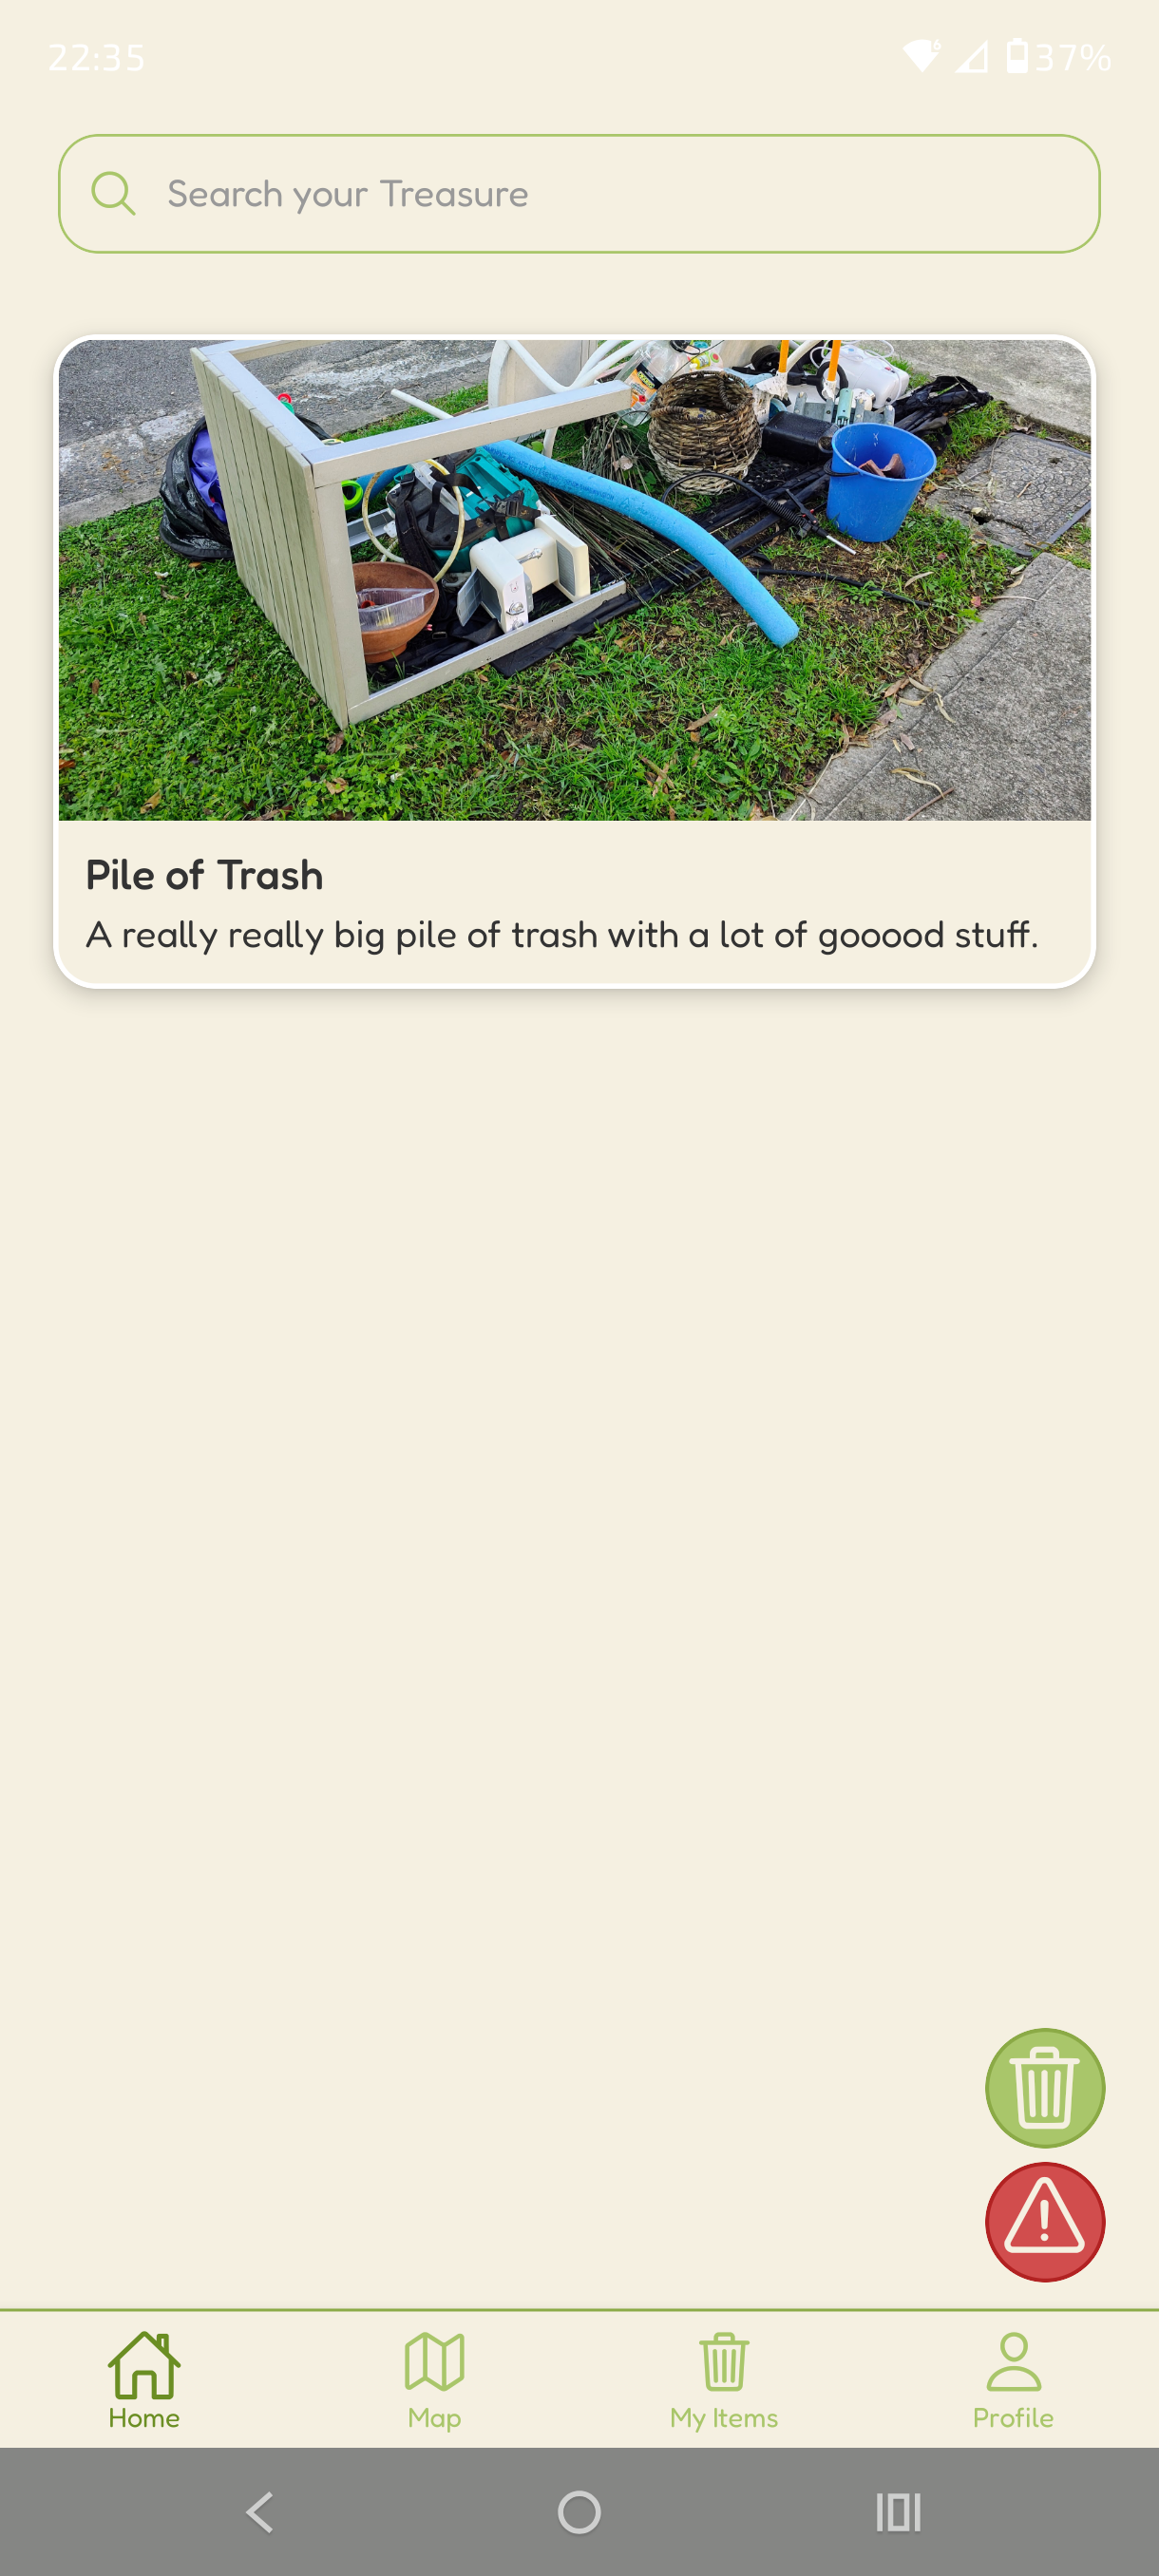 22:35
6
37%
Search your Treasure
Pile of Trash
A really really big pile of trash with a lot of gooood stuff.
Home
Map
My Items
Profile